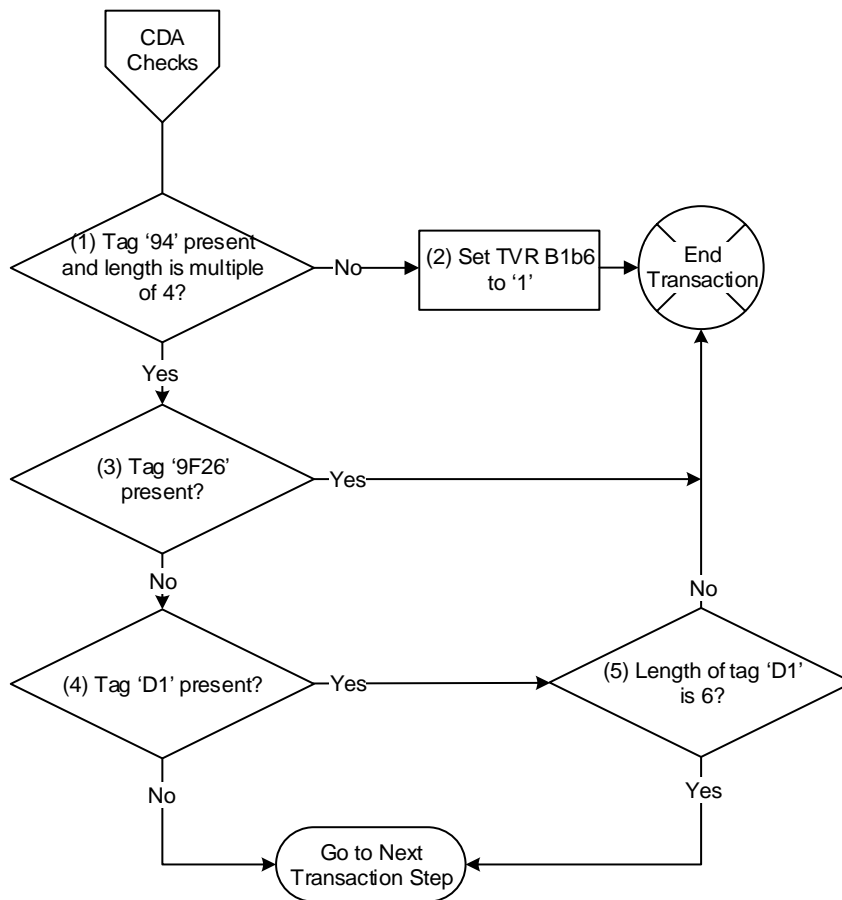 CDA
Checks
(1) Tag ‘94’ present
and length is multiple
of 4?
No
(2) Set TVR B1b6
to ‘1’
End
Transaction
Yes
(3) Tag ‘9F26’
present?
Yes
No
No
(4) Tag ‘D1’ present?
Yes
(5) Length of tag ‘D1’
is 6?
No
Yes
Go to Next
Transaction Step